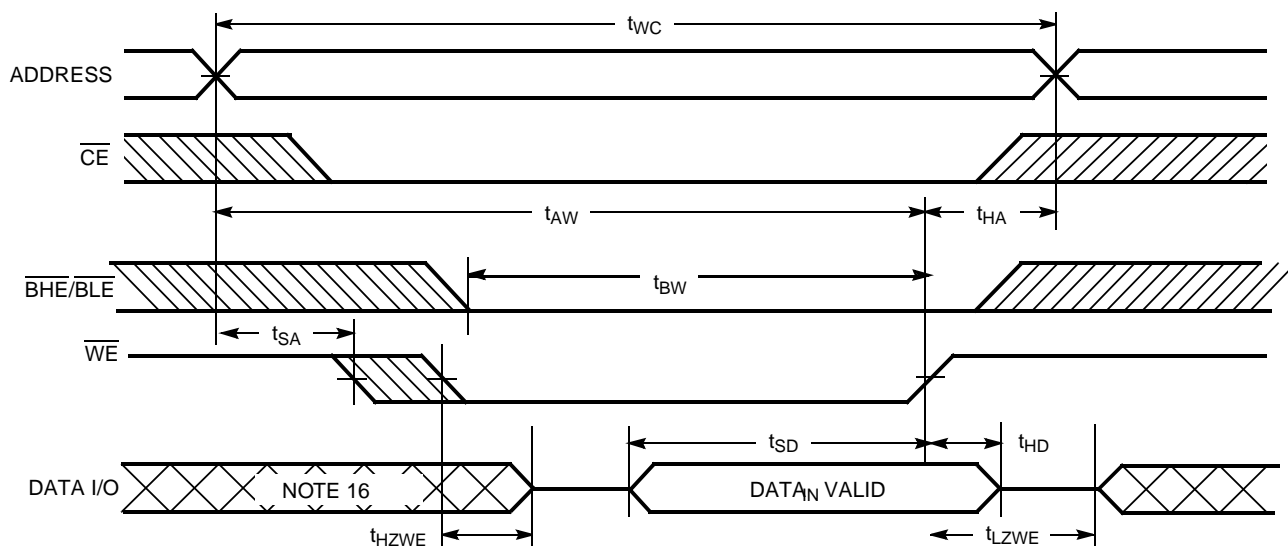 tWC
ADDRESS
CE
tAW
tHA
BHE/BLE
tBW
tSA
WE
tSD
tHD
DATA I/O
NOTE 16
DATAIN VALID
tHZWE
tLZWE